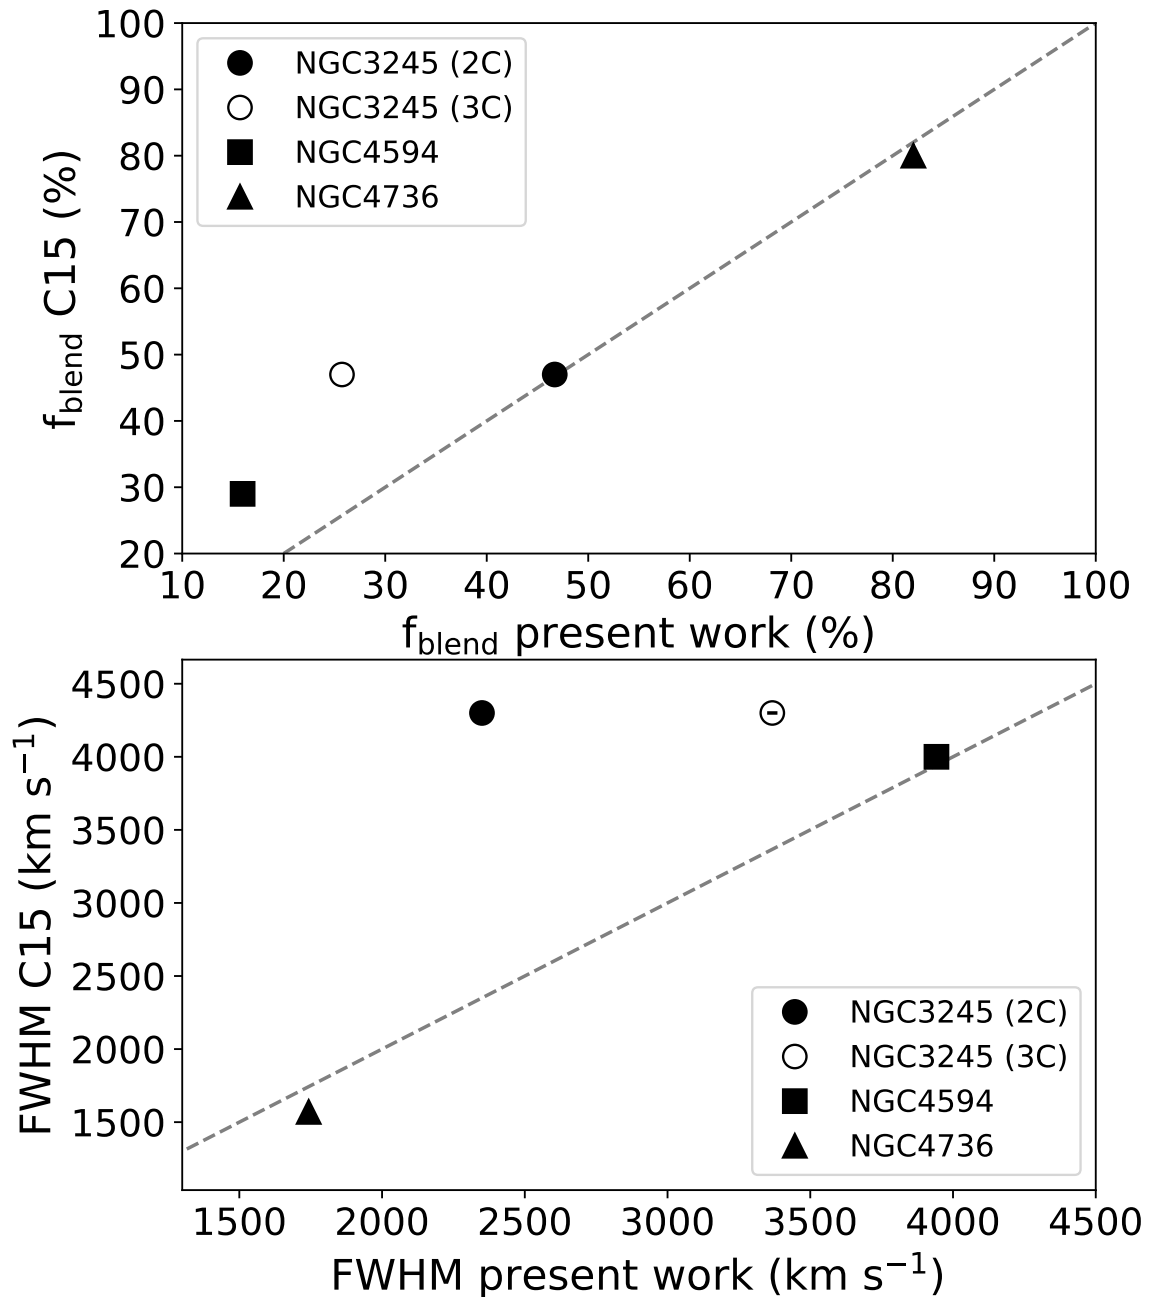 100
90
80
70
60
50
40
30
20
f_blend C15 (%)
NGC3245 (2C)
NGC3245 (3C)
NGC4594
NGC4736
10 20 30 40 50 60 70 80 90 100
f_blend present work (%)
4500
4000
3500
3000
2500
2000
1500
FWHM C15 (km s⁻¹)
NGC3245 (2C)
NGC3245 (3C)
NGC4594
NGC4736
1500 2000 2500 3000 3500 4000 4500
FWHM present work (km s⁻¹)